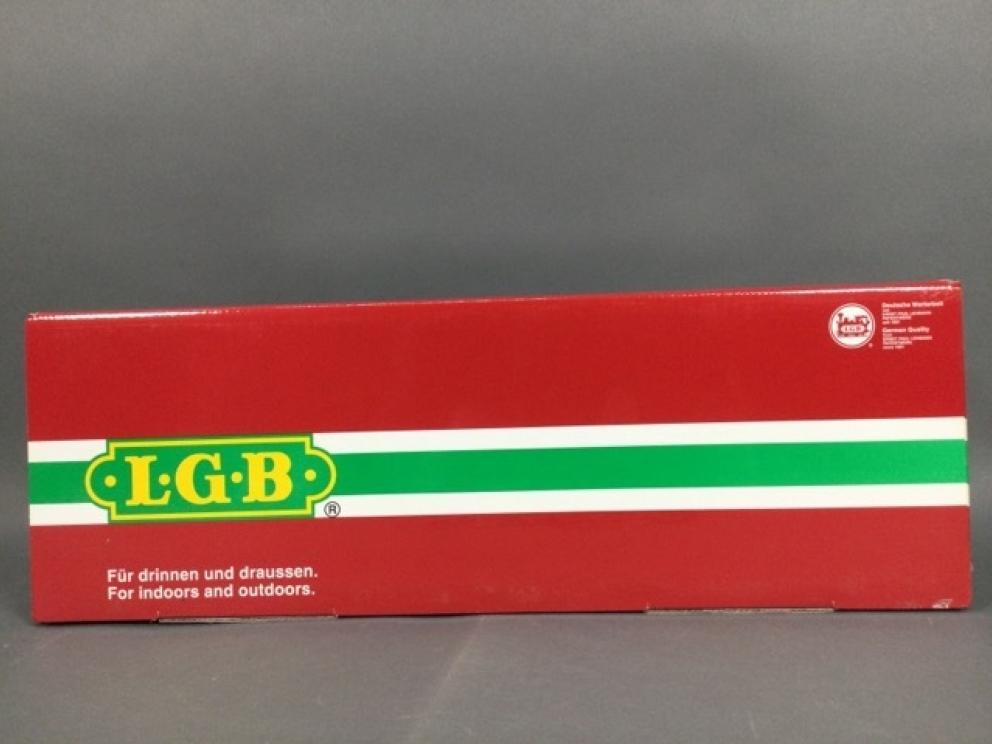 Deutsche Wertarbeit
German Quality
L·G·B
®
Für drinnen und draussen.
For indoors and outdoors.